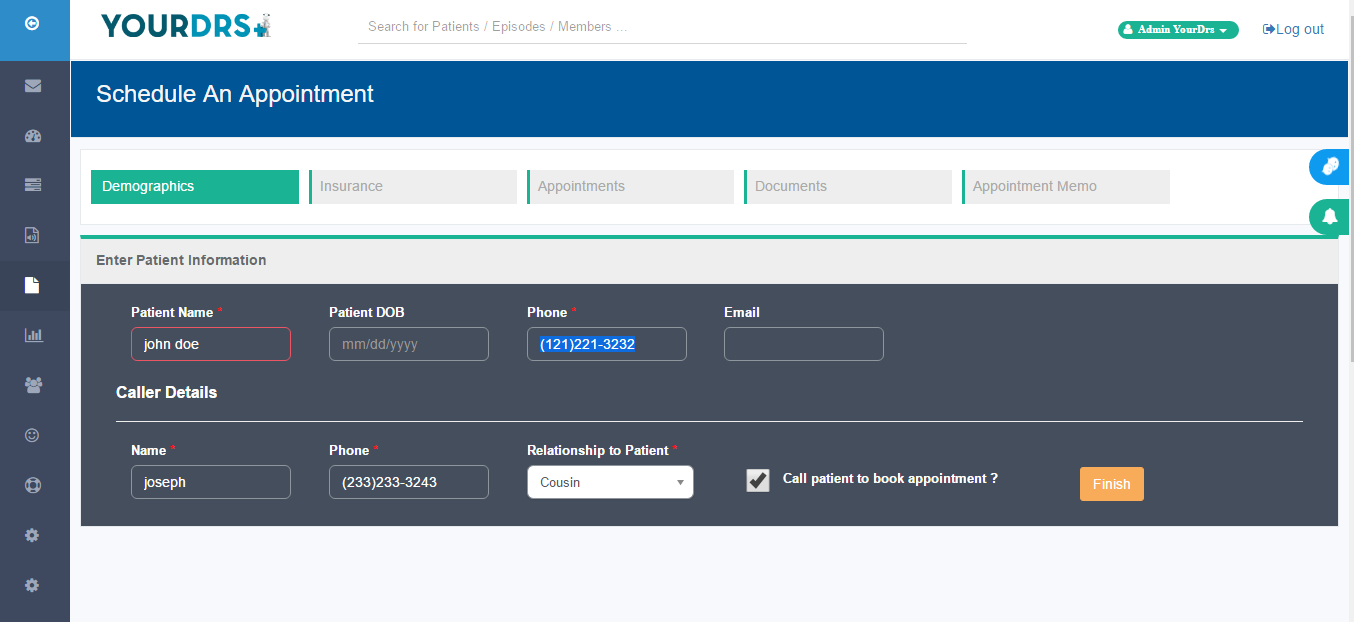 YOURDRS
Search for Patients / Episodes / Members ...
Admin YourDrs
Log out
Schedule An Appointment
Demographics
Insurance
Appointments
Documents
Appointment Memo
Enter Patient Information
Patient Name *
Patient DOB
Phone *
Email
john doe
mm/dd/yyyy
(121)221-3232
Caller Details
Name *
Phone *
Relationship to Patient *
joseph
(233)233-3243
Cousin
Call patient to book appointment ?
Finish